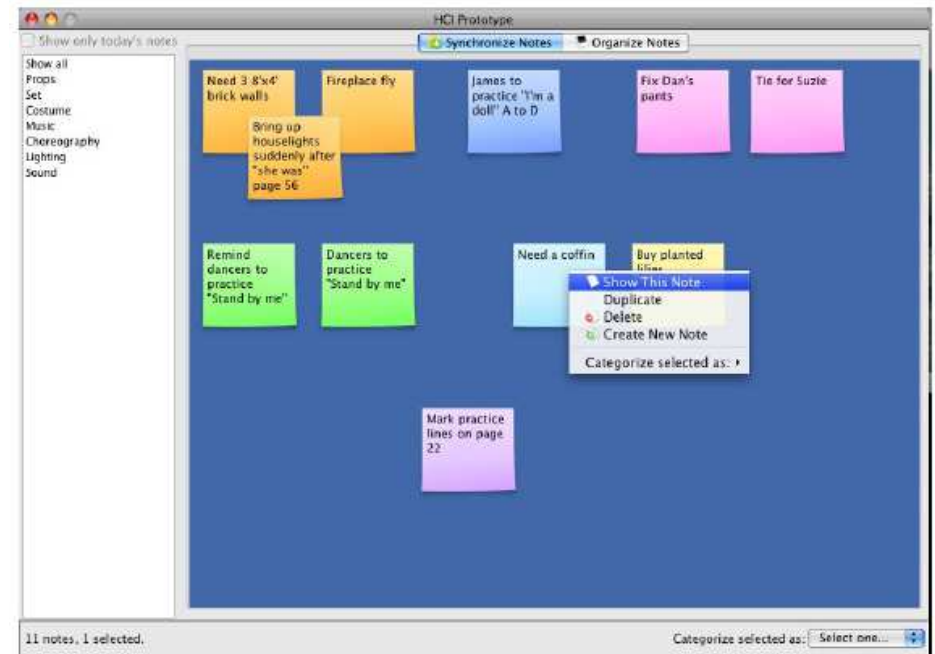 HCI Prototype
Show only today's notes
Synchronize Notes
Organize Notes
Show all
Props
Set
Costume
Music
Choreography
Lighting
Sound
Need 3 8'x4'
brick walls
Fireplace fly
Bring up
houselights
suddenly after
"she was"
page 56
James to
practice "I'm a
doll" A to D
Fix Dan's
pants
Tie for Suzie
Remind
dancers to
practice
"Stand by me"
Dancers to
practice
"Stand by me"
Need a coffin
Buy planted
lilies
Show This Note
Duplicate
Delete
Create New Note
Categorize selected as:
Mark practice
lines on page
22
11 notes, 1 selected.
Categorize selected as: Select one...